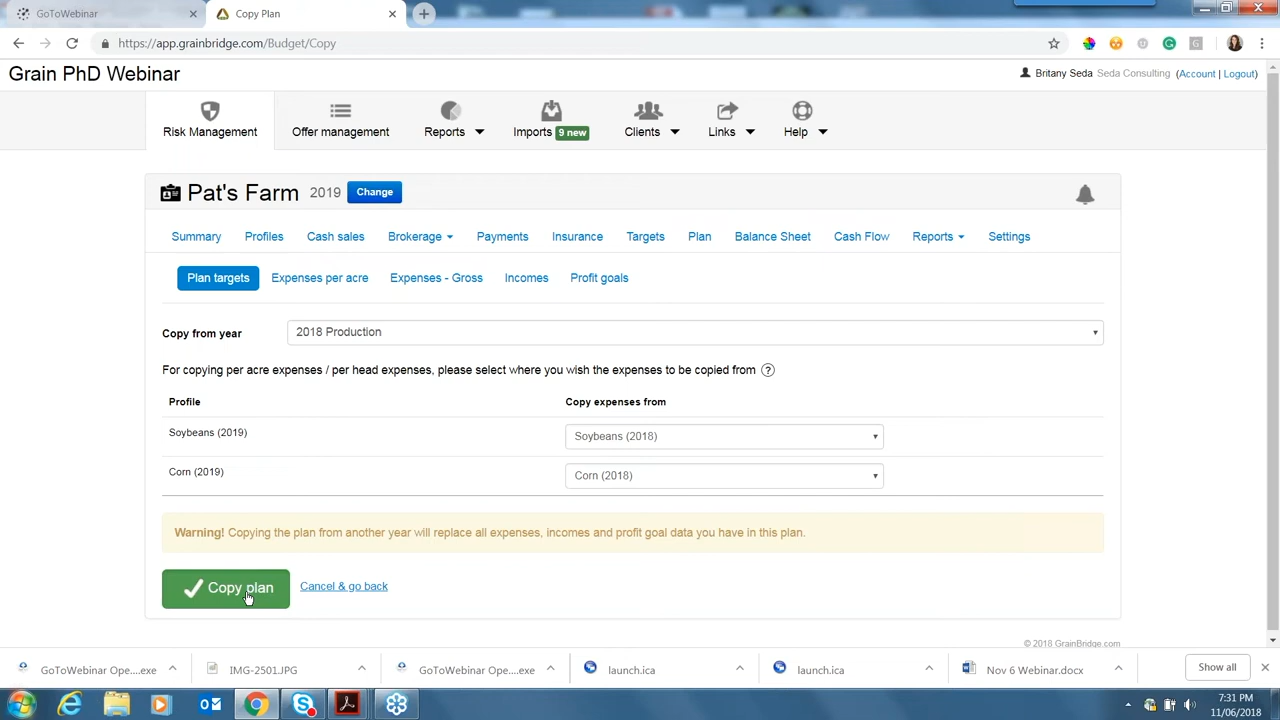 GoToWebinar
Copy Plan
https://app.grainbridge.com/Budget/Copy
Grain PhD Webinar
Britany Seda Seda Consulting (Account | Logout)
Risk Management
Offer management
Reports
Imports 9 new
Clients
Links
Help
Pat's Farm 2019 Change
Summary Profiles Cash sales Brokerage Payments Insurance Targets Plan Balance Sheet Cash Flow Reports Settings
Plan targets Expenses per acre Expenses - Gross Incomes Profit goals
Copy from year 2018 Production
For copying per acre expenses / per head expenses, please select where you wish the expenses to be copied from ?
Profile Copy expenses from
Soybeans (2019) Soybeans (2018)
Corn (2019) Corn (2018)
Warning! Copying the plan from another year will replace all expenses, incomes and profit goal data you have in this plan.
Copy plan Cancel & go back
© 2018 GrainBridge.com
GoToWebinar Ope....exe IMG-2501.JPG GoToWebinar Ope....exe launch.ica launch.ica Nov 6 Webinar.docx Show all
7:31 PM
11/06/2018